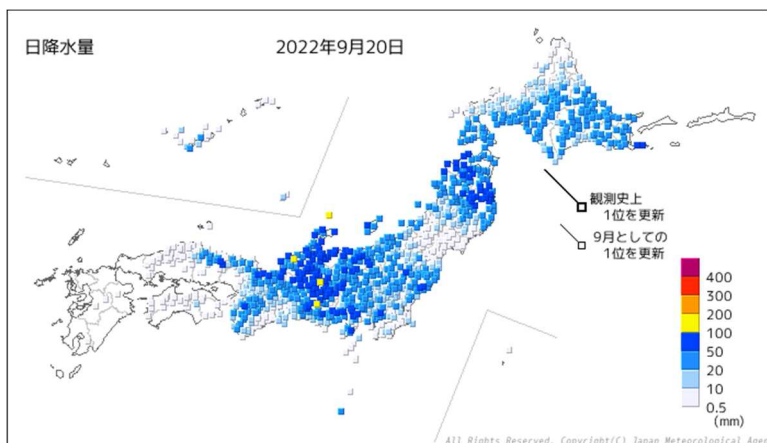 日降水量
2022年9月20日
観測史上
1位を更新
9月としての
1位を更新
400
300
200
100
50
20
10
0.5
(mm)
All Rights Reserved. Copyright(C) Japan Meteorological Agen